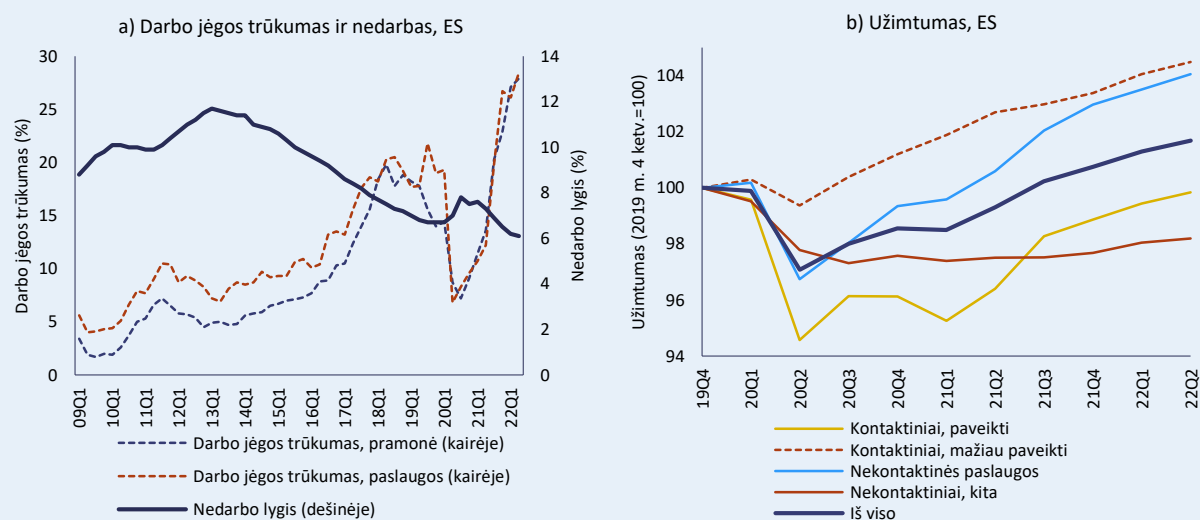 a) Darbo jėgos trūkumas ir nedarbas, ES
Darbo jėgos trūkumas (%)
30
25
20
15
10
5
0
14
12
10
8
6
4
2
0
Nedarbo lygis (%)
09Q1
10Q1
11Q1
12Q1
13Q1
14Q1
15Q1
16Q1
17Q1
18Q1
19Q1
20Q1
21Q1
22Q1
Darbo jėgos trūkumas, pramonė (kairėje)
Darbo jėgos trūkumas, paslaugos (kairėje)
Nedarbo lygis (dešinėje)
b) Užimtumas, ES
Užimtumas (2019 m. 4 ketv.=100)
104
102
100
98
96
94
19Q4
20Q1
20Q2
20Q3
20Q4
21Q1
21Q2
21Q3
21Q4
22Q1
22Q2
Kontaktiniai, paveikti
Kontaktiniai, mažiau paveikti
Nekontaktinės paslaugos
Nekontaktiniai, kita
Iš viso